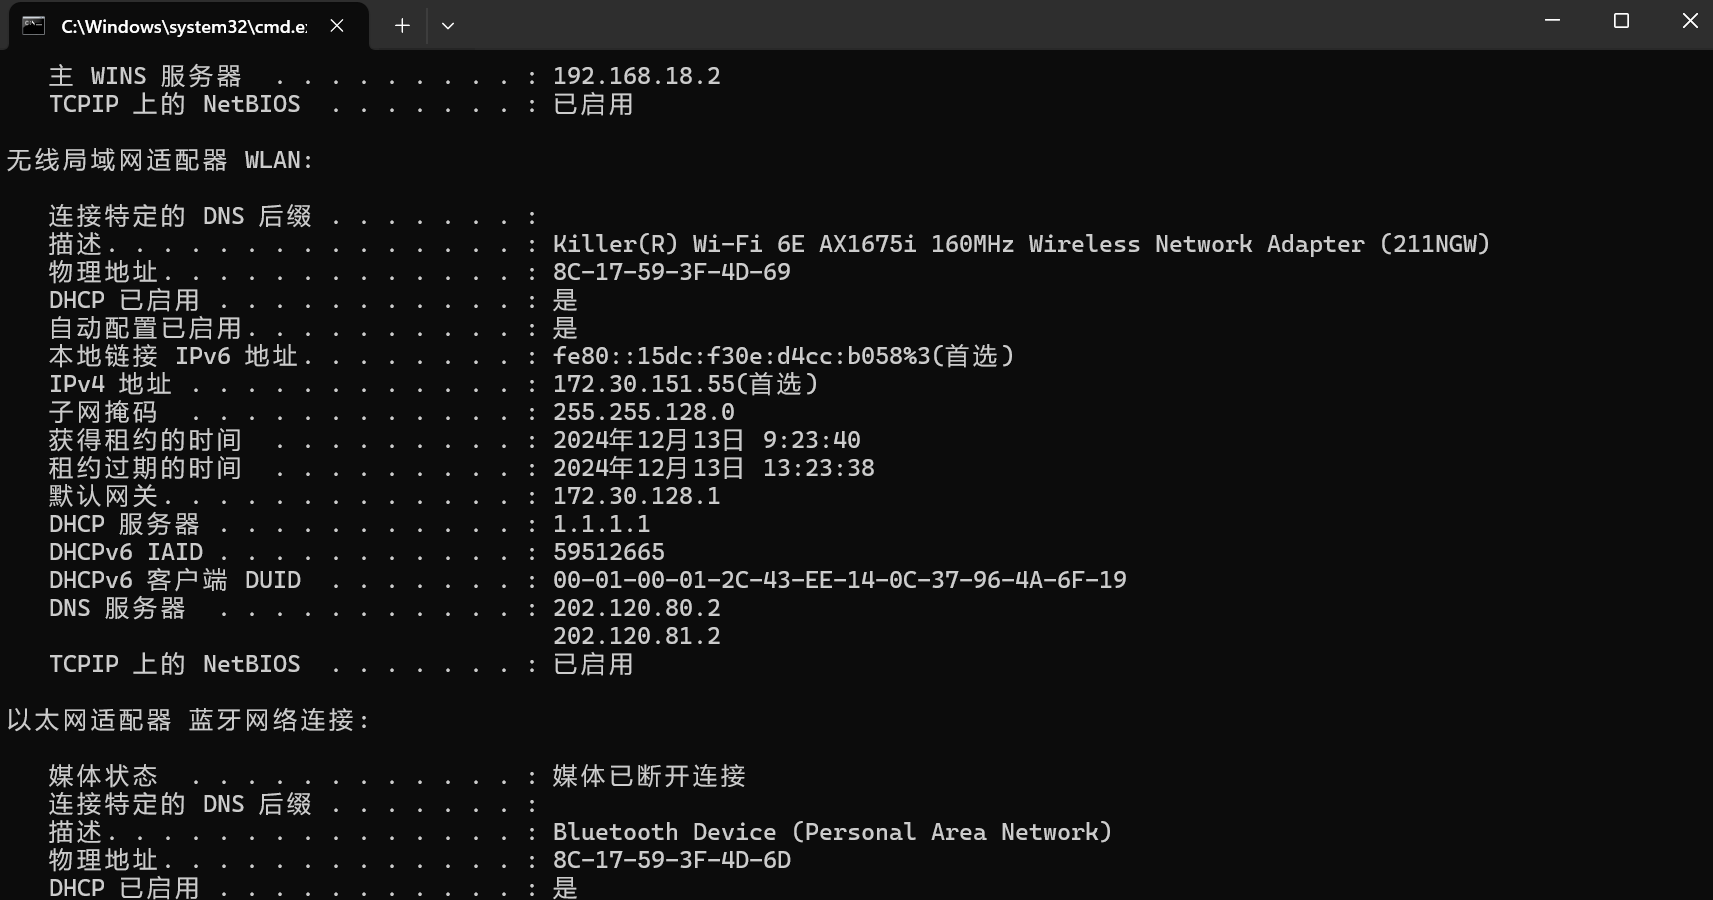 C:\Windows\system32\cmd.e
主 WINS 服务器  . . . . . . . . . . : 192.168.18.2
TCPIP 上的 NetBIOS  . . . . . . . : 已启用
无线局域网适配器 WLAN:
连接特定的 DNS 后缀 . . . . . . . :
描述. . . . . . . . . . . . . . . : Killer(R) Wi-Fi 6E AX1675i 160MHz Wireless Network Adapter (211NGW)
物理地址. . . . . . . . . . . . . : 8C-17-59-3F-4D-69
DHCP 已启用 . . . . . . . . . . . : 是
自动配置已启用. . . . . . . . . . : 是
本地链接 IPv6 地址. . . . . . . . : fe80::15dc:f30e:d4cc:b058%3(首选)
IPv4 地址 . . . . . . . . . . . . : 172.30.151.55(首选)
子网掩码  . . . . . . . . . . . . : 255.255.128.0
获得租约的时间  . . . . . . . . . : 2024年12月13日 9:23:40
租约过期的时间  . . . . . . . . . : 2024年12月13日 13:23:38
默认网关. . . . . . . . . . . . . : 172.30.128.1
DHCP 服务器 . . . . . . . . . . . : 1.1.1.1
DHCPv6 IAID . . . . . . . . . . . : 59512665
DHCPv6 客户端 DUID  . . . . . . . : 00-01-00-01-2C-43-EE-14-0C-37-96-4A-6F-19
DNS 服务器  . . . . . . . . . . . : 202.120.80.2
202.120.81.2
TCPIP 上的 NetBIOS  . . . . . . . : 已启用
以太网适配器 蓝牙网络连接:
媒体状态  . . . . . . . . . . . . : 媒体已断开连接
连接特定的 DNS 后缀 . . . . . . . :
描述. . . . . . . . . . . . . . . : Bluetooth Device (Personal Area Network)
物理地址. . . . . . . . . . . . . : 8C-17-59-3F-4D-6D
DHCP 已启用 . . . . . . . . . . . : 是